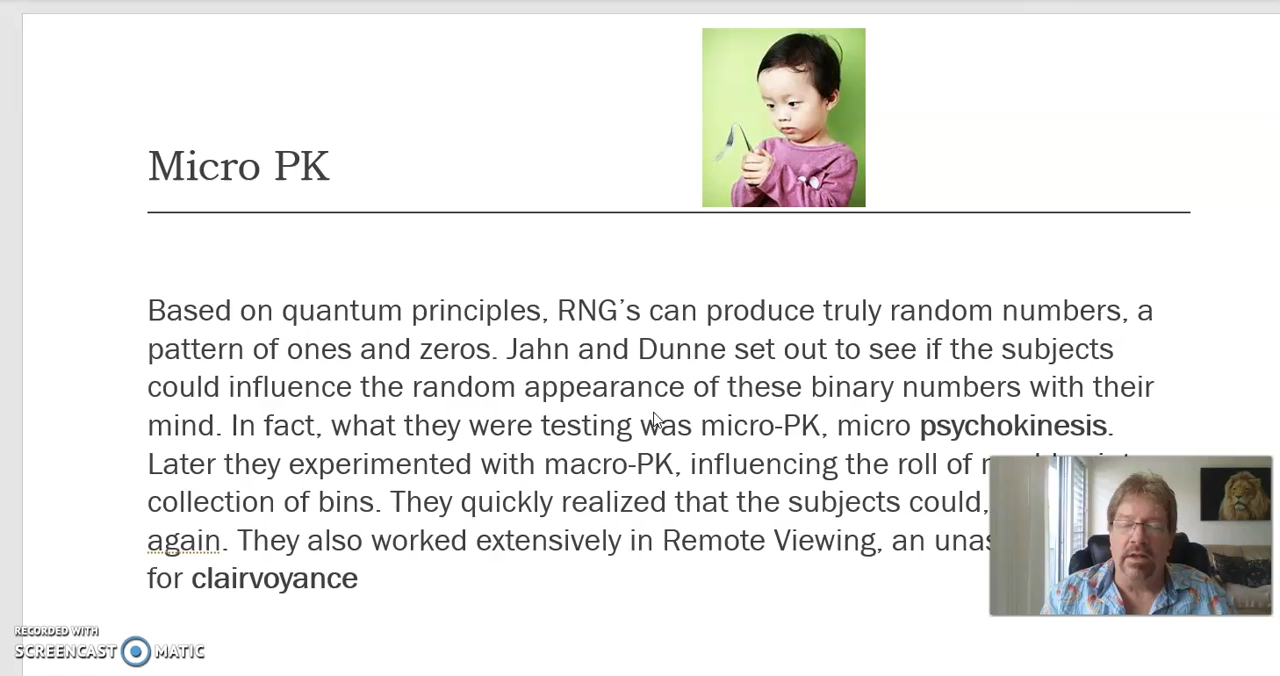 Micro PK
Based on quantum principles, RNG’s can produce truly random numbers, a
pattern of ones and zeros. Jahn and Dunne set out to see if the subjects
could influence the random appearance of these binary numbers with their
mind. In fact, what they were testing was micro-PK, micro psychokinesis.
Later they experimented with macro-PK, influencing the roll of
collection of bins. They quickly realized that the subjects could,
again. They also worked extensively in Remote Viewing, an
for clairvoyance
RECORDED WITH
SCREENCAST MATIC